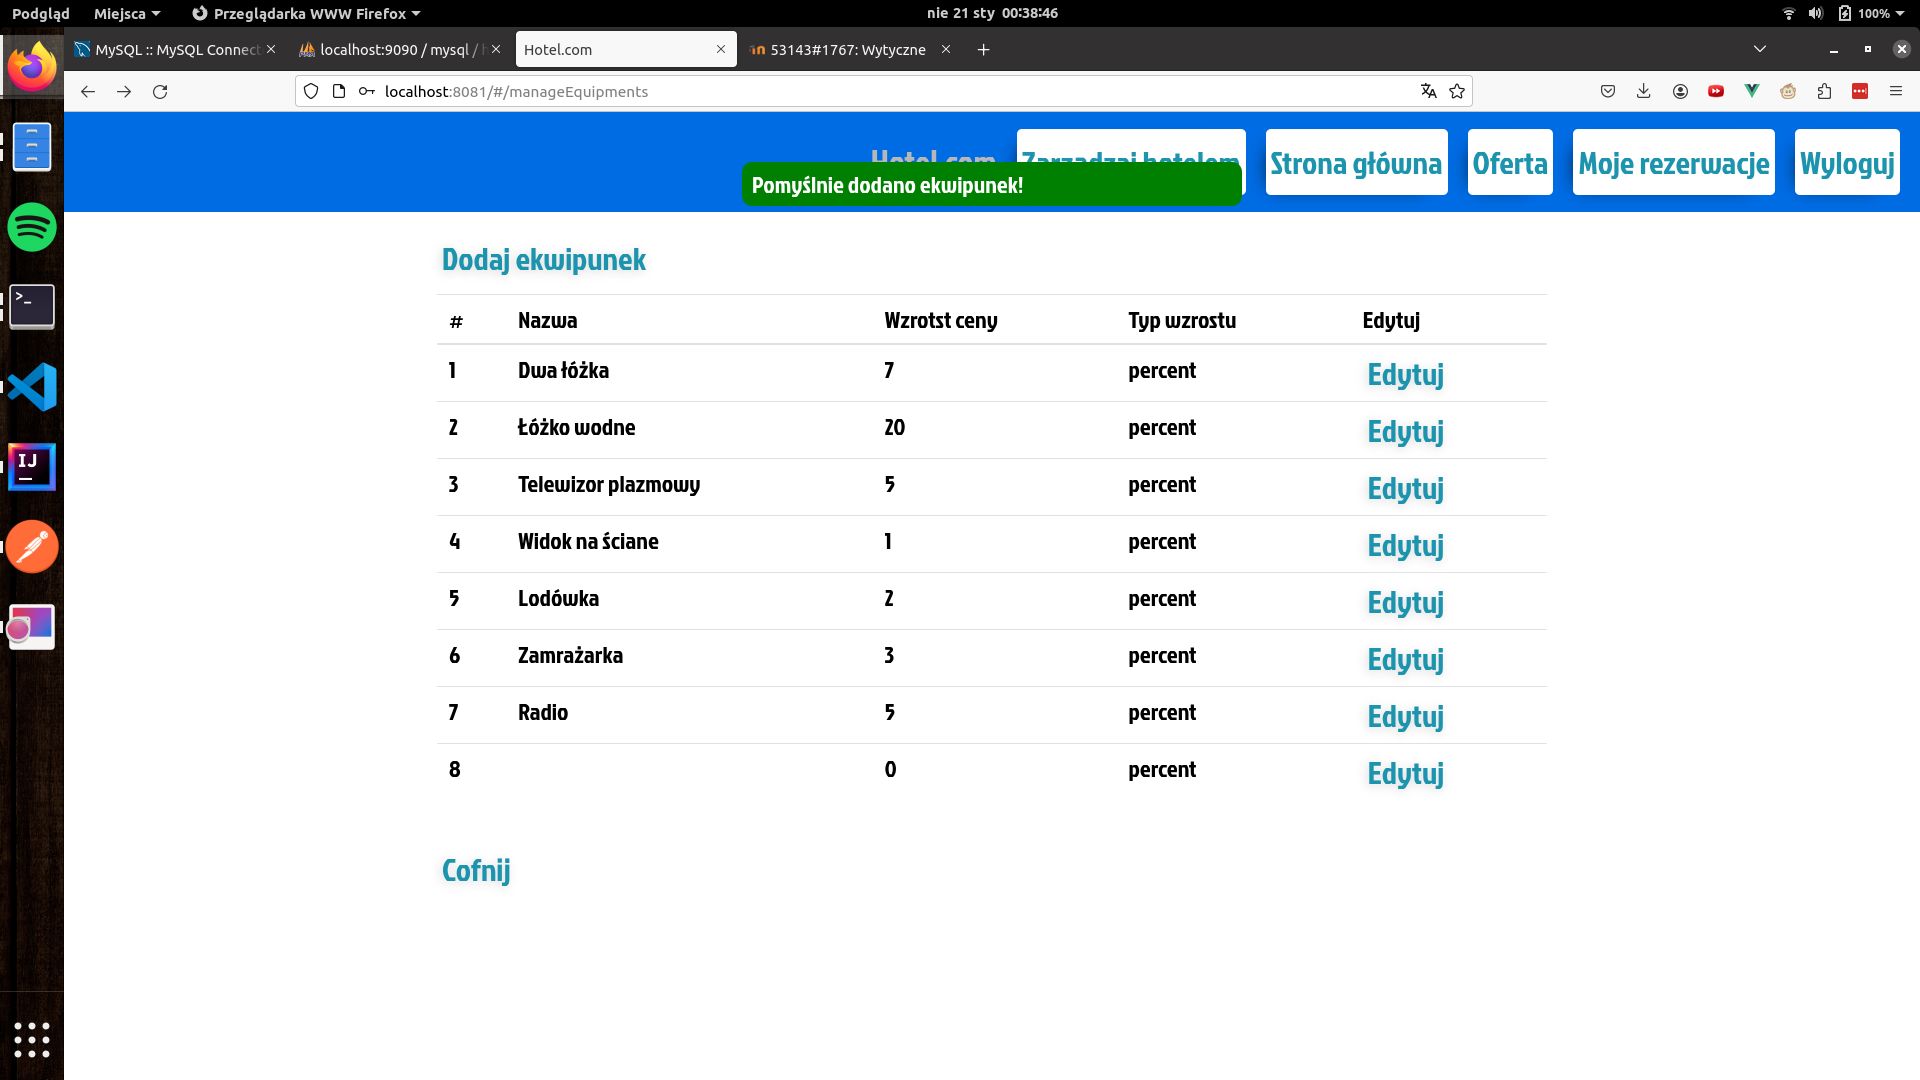 Podgląd Miejsca Przeglądarka WWW Firefox nie 21 sty 00:38:46 100%
MySQL :: MySQL Connect localhost:9090 / mysql / h Hotel.com 53143#1767: Wytyczne
localhost:8081/#/manageEquipments
Hotel.com Zarządzaj hotelem Strona główna Oferta Moje rezerwacje Wyloguj
Pomyślnie dodano ekwipunek!
Dodaj ekwipunek
# Nazwa Wzrotst ceny Typ wzrostu Edytuj
1 Dwa łóżka 7 percent Edytuj
2 Łóżko wodne 20 percent Edytuj
3 Telewizor plazmowy 5 percent Edytuj
4 Widok na ściane 1 percent Edytuj
5 Lodówka 2 percent Edytuj
6 Zamrażarka 3 percent Edytuj
7 Radio 5 percent Edytuj
8 0 percent Edytuj
Cofnij